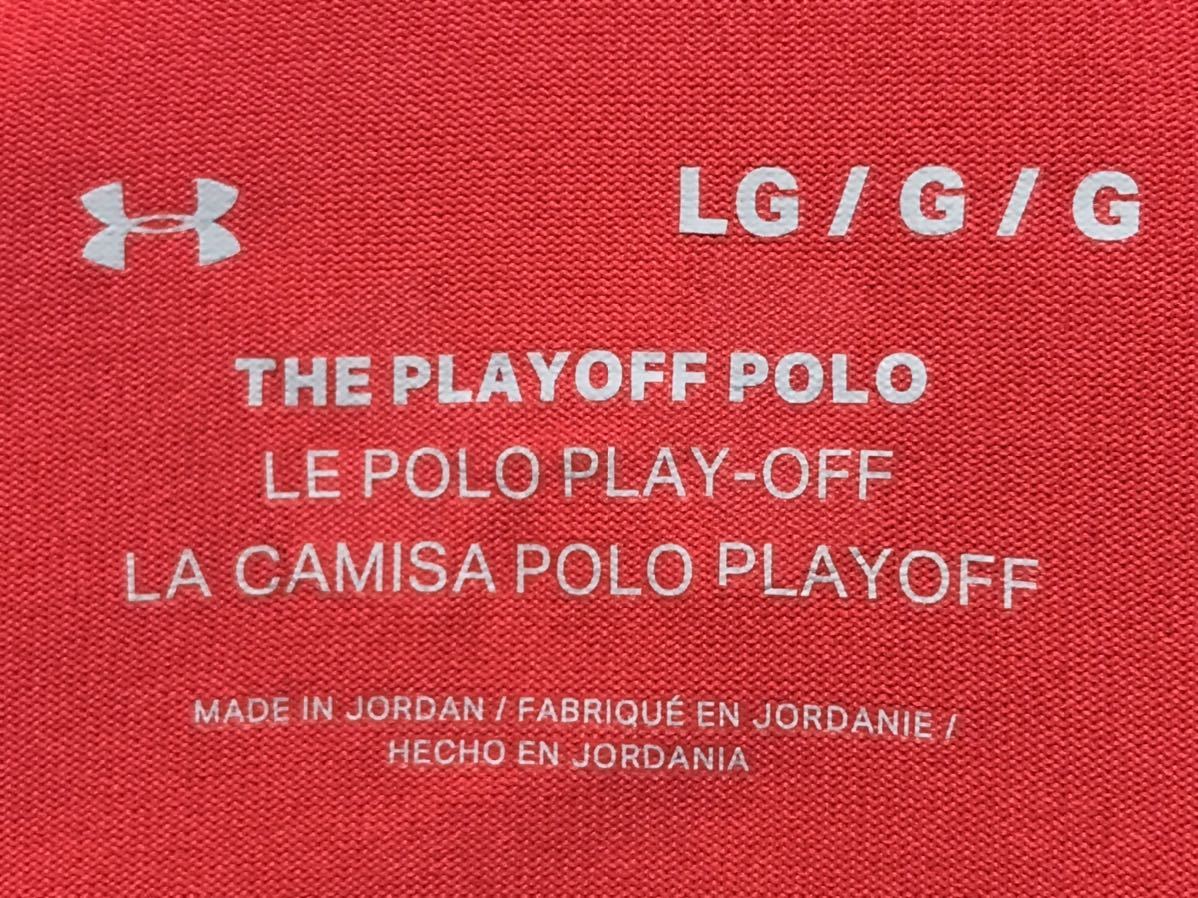 LG / G / G
THE PLAYOFF POLO
LE POLO PLAY-OFF
LA CAMISA POLO PLAYOFF
MADE IN JORDAN / FABRIQUÉ EN JORDANIE /
HECHO EN JORDANIA